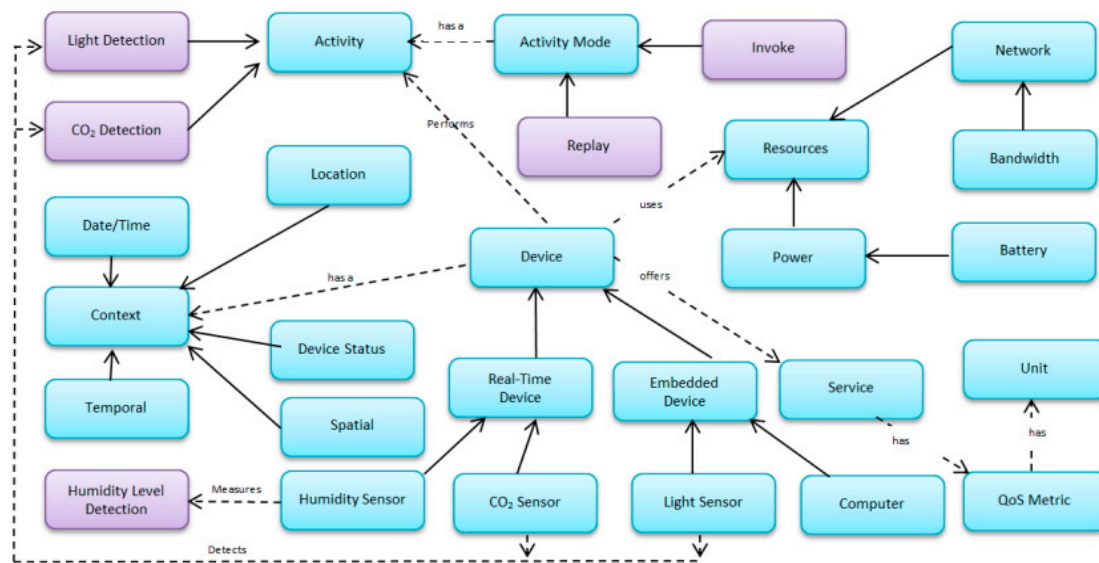 Light Detection
Activity
has a
Activity Mode
Invoke
Network
CO₂ Detection
Performs
Replay
Resources
Bandwidth
Location
uses
Date/Time
Device
Power
Battery
has a
offers
Context
Device Status
Real-Time
Device
Embedded
Device
Service
Unit
Temporal
Spatial
has
has
Humidity Level
Detection
Measures
Humidity Sensor
CO₂ Sensor
Light Sensor
Computer
QoS Metric
Detects